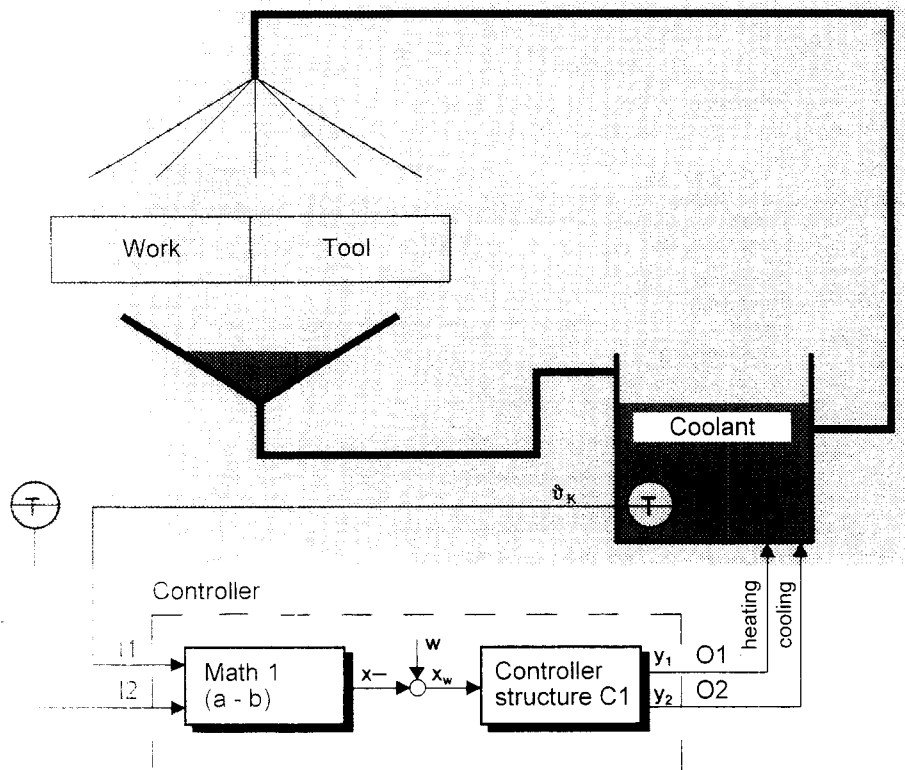 Work
Tool
Coolant
T
ϑK
T
heating
cooling
Controller
I1
I2
Math 1
(a - b)
x−
w
xw
Controller
structure C1
y1
O1
y2
O2